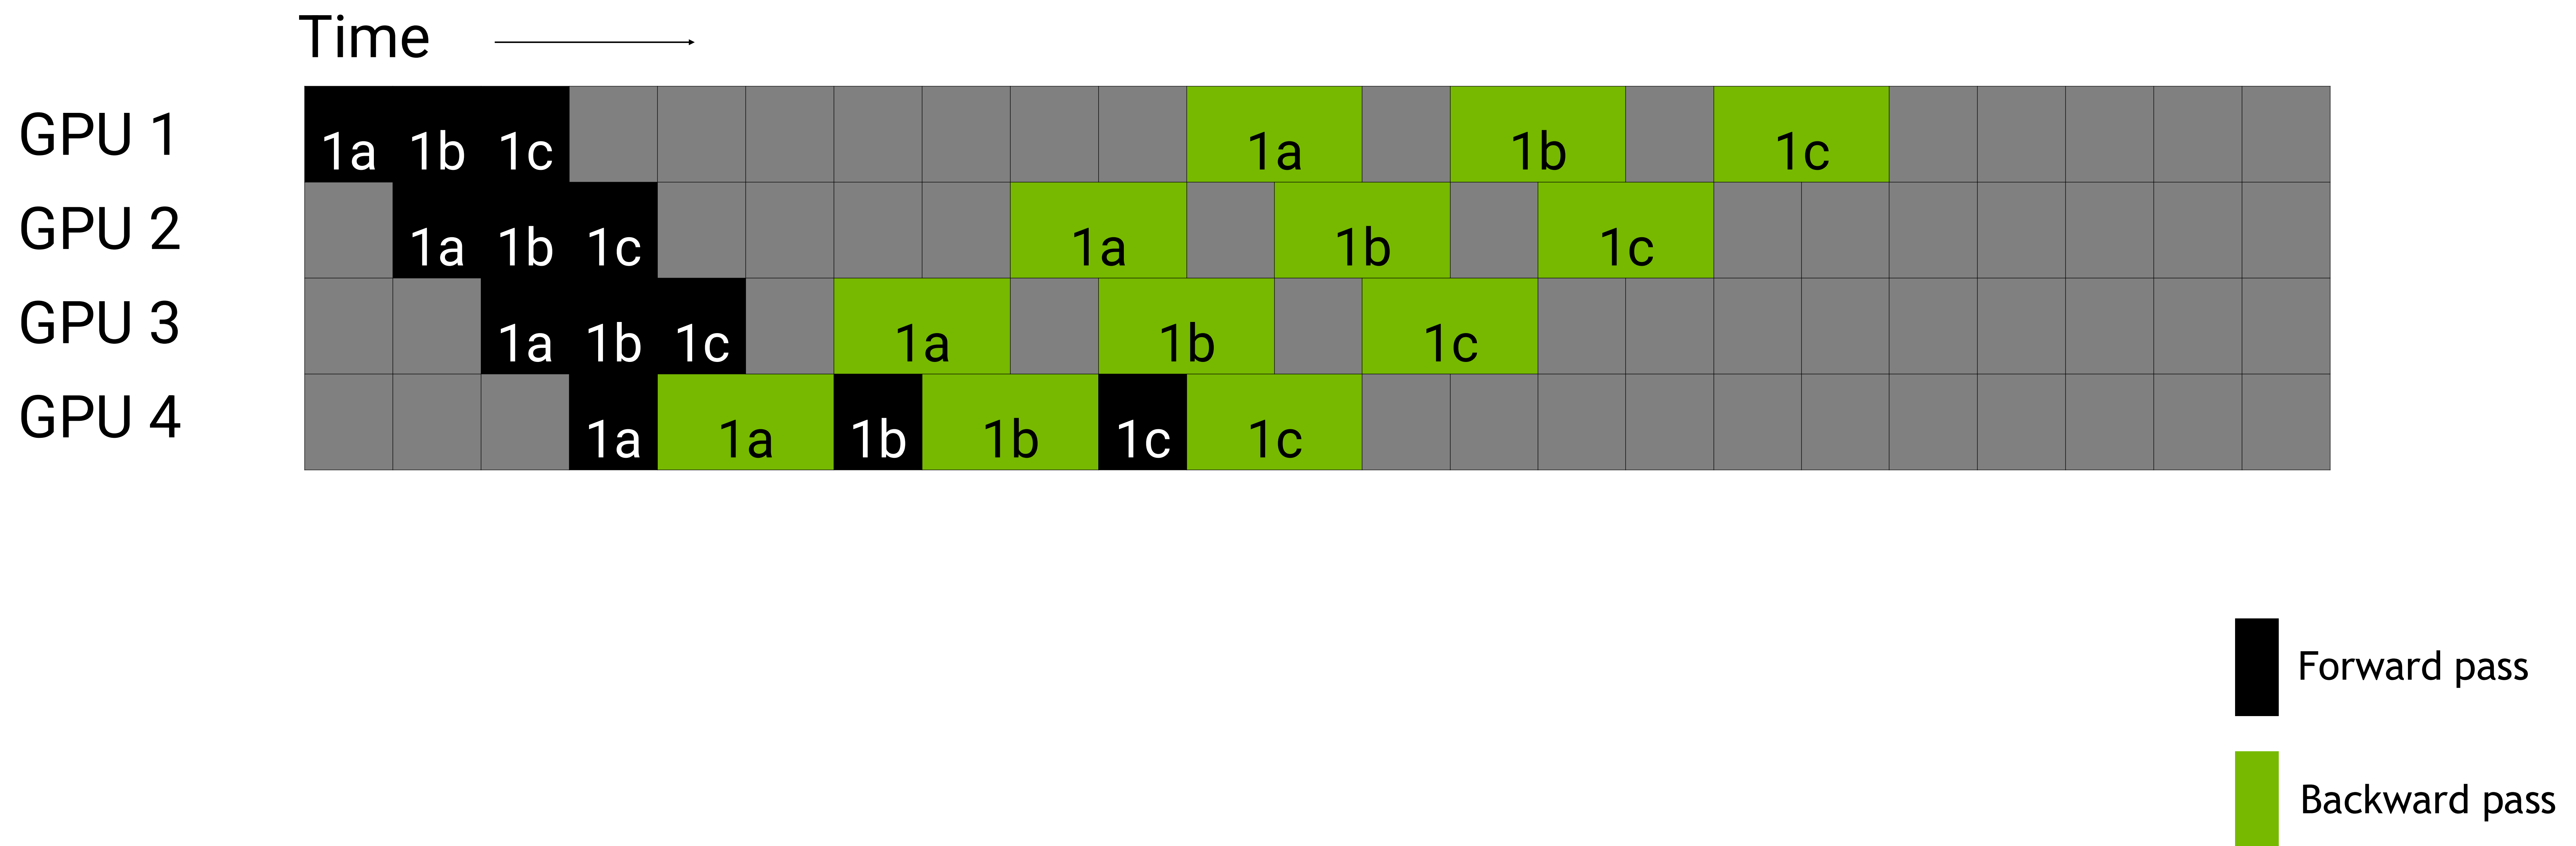 Time
GPU 1 1a 1b 1c 1a 1b 1c
GPU 2 1a 1b 1c 1a 1b 1c
GPU 3 1a 1b 1c 1a 1b 1c
GPU 4 1a 1a 1b 1b 1c 1c
Forward pass
Backward pass